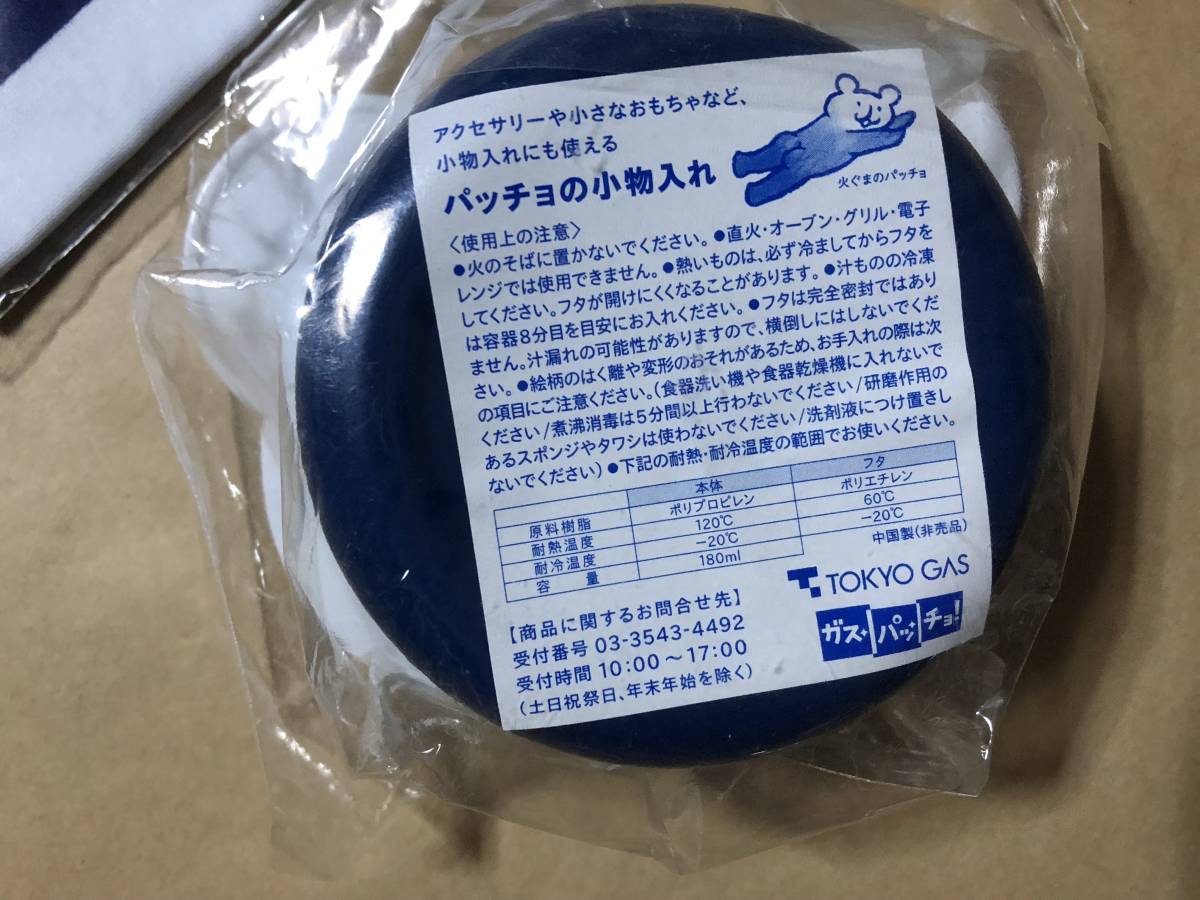 アクセサリーや小さなおもちゃなど、
小物入れにも使える
パッチョの小物入れ
火ぐまのパッチョ
〈使用上の注意〉
●火のそばに置かないでください。●直火・オーブン・グリル・電子
レンジでは使用できません。●熱いものは、必ず冷ましてからフタを
してください。フタが開けにくくなることがあります。●汁ものの冷凍
は容器8分目を目安にお入れください。●フタは完全密封ではあり
ません。汁漏れの可能性がありますので、横倒しにはしないでくだ
さい。●絵柄のはく離や変形のおそれがあるため、お手入れの際は次
の項目にご注意ください。(食器洗い機や食器乾燥機に入れないで
ください/煮沸消毒は5分間以上行わないでください/研磨作用の
あるスポンジやタワシは使わないでください/洗剤液につけ置きし
ないでください)●下記の耐熱・耐冷温度の範囲でお使いください。
本体 フタ
原料樹脂 ポリプロピレン ポリエチレン
耐熱温度 120℃ 60℃
耐冷温度 −20℃ −20℃
容量 180ml
中国製(非売品)
TOKYO GAS
ガス・パッ・チョ!
【商品に関するお問合せ先】
受付番号 03-3543-4492
受付時間 10:00〜17:00
(土日祝祭日、年末年始を除く)